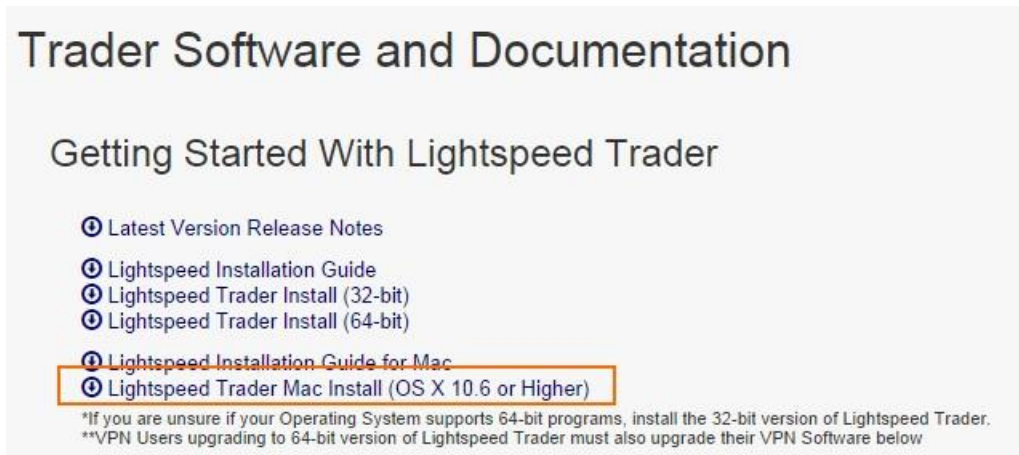 Trader Software and Documentation
Getting Started With Lightspeed Trader
Latest Version Release Notes
Lightspeed Installation Guide
Lightspeed Trader Install (32-bit)
Lightspeed Trader Install (64-bit)
Lightspeed Installation Guide for Mac
Lightspeed Trader Mac Install (OS X 10.6 or Higher)
*If you are unsure if your Operating System supports 64-bit programs, install the 32-bit version of Lightspeed Trader.
**VPN Users upgrading to 64-bit version of Lightspeed Trader must also upgrade their VPN Software below